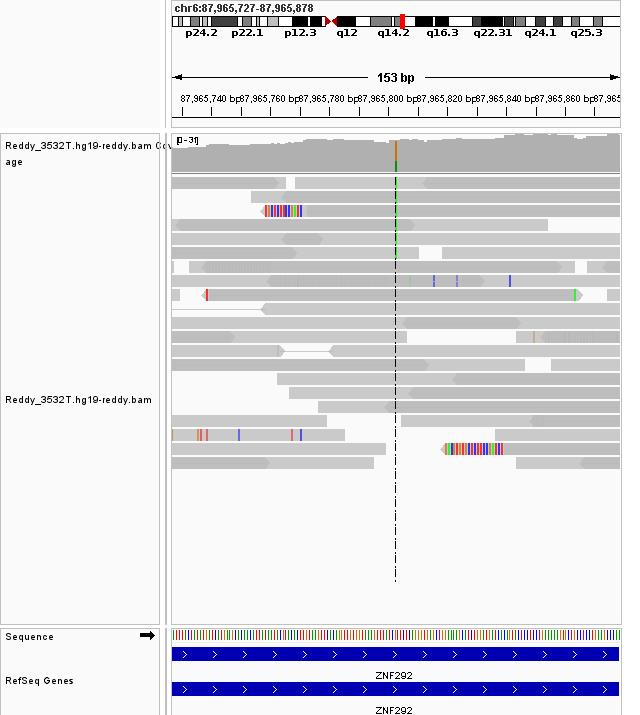 chr6:87,965,727-87,965,878
p24.2 p22.1 p12.3 q12 q14.2 q16.3 q22.31 q24.1 q25.3
153 bp
87,965,740 bp 87,965,760 bp 87,965,780 bp 87,965,800 bp 87,965,820 bp 87,965,840 bp 87,965,860 bp 87,965
[0-31]
Reddy_3532T.hg19-reddy.bam Cov
age
Reddy_3532T.hg19-reddy.bam
Sequence
ZNF292
RefSeq Genes
ZNF292